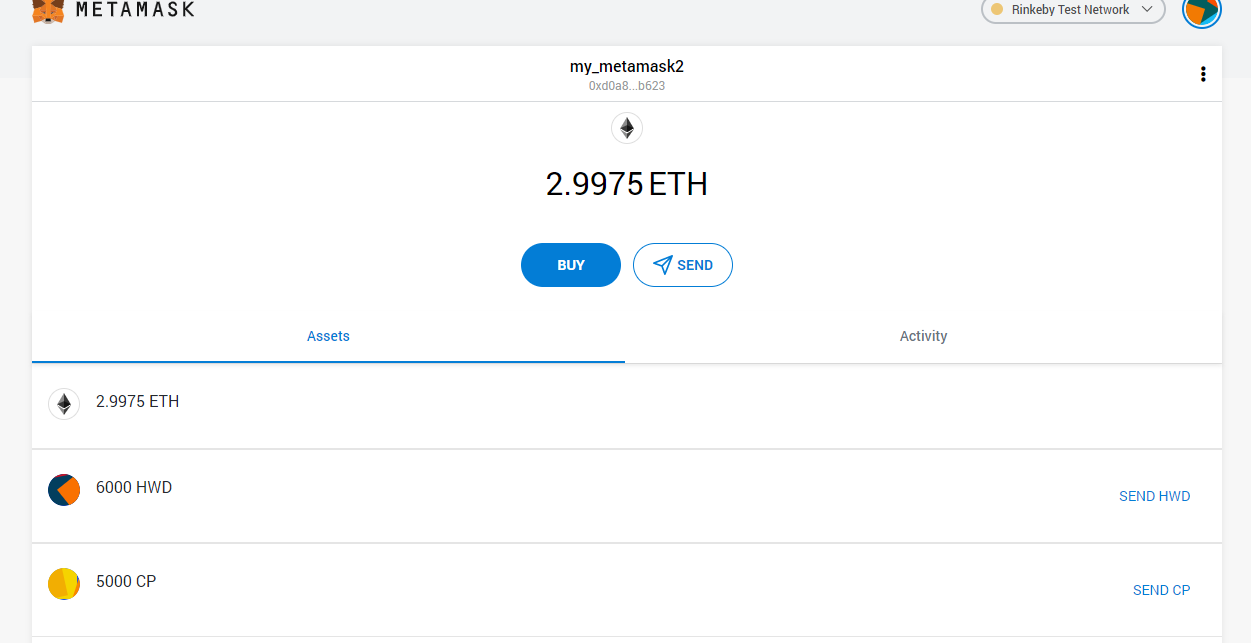 METAMASK
Rinkeby Test Network
my_metamask2
0xd0a8...b623
2.9975 ETH
BUY
SEND
Assets
Activity
2.9975 ETH
6000 HWD
SEND HWD
5000 CP
SEND CP